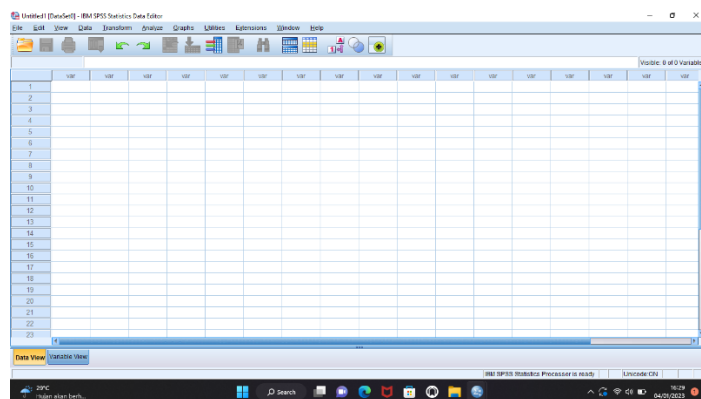 Untitled1 [DataSet0] - IBM SPSS Statistics Data Editor
File Edit View Data Transform Analyze Graphs Utilities Extensions Window Help
Visible: 0 of 0 Variable
var var var var var var var var var var var var var var var var var
1
2
3
4
5
6
7
8
9
10
11
12
13
14
15
16
17
18
19
20
21
22
23
Data View Variable View
IBM SPSS Statistics Processor is ready Unicode:ON
29°C
Hujan akan berh...
Search
16:29
04/01/2023